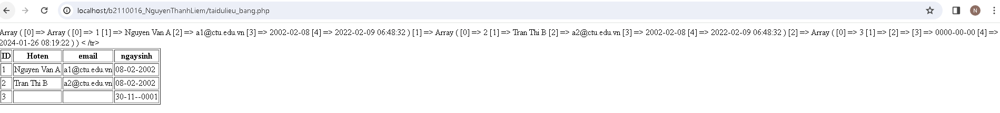 localhost/b2110016_NguyenThanhLiem/taidulieu_bang.php
N
Array ( [0] => Array ( [0] => 1 [1] => Nguyen Van A [2] => a1@ctu.edu.vn [3] => 2002-02-08 [4] => 2022-02-09 06:48:32 ) [1] => Array ( [0] => 2 [1] => Tran Thi B [2] => a2@ctu.edu.vn [3] => 2002-02-08 [4] => 2022-02-09 06:48:32 ) [2] => Array ( [0] => 3 [1] => [2] => [3] => 0000-00-00 [4] =>
2024-01-26 08:19:22 ) ) < /tr>
ID Hoten email ngaysinh
1 Nguyen Van A a1@ctu.edu.vn 08-02-2002
2 Tran Thi B a2@ctu.edu.vn 08-02-2002
3 30-11--0001